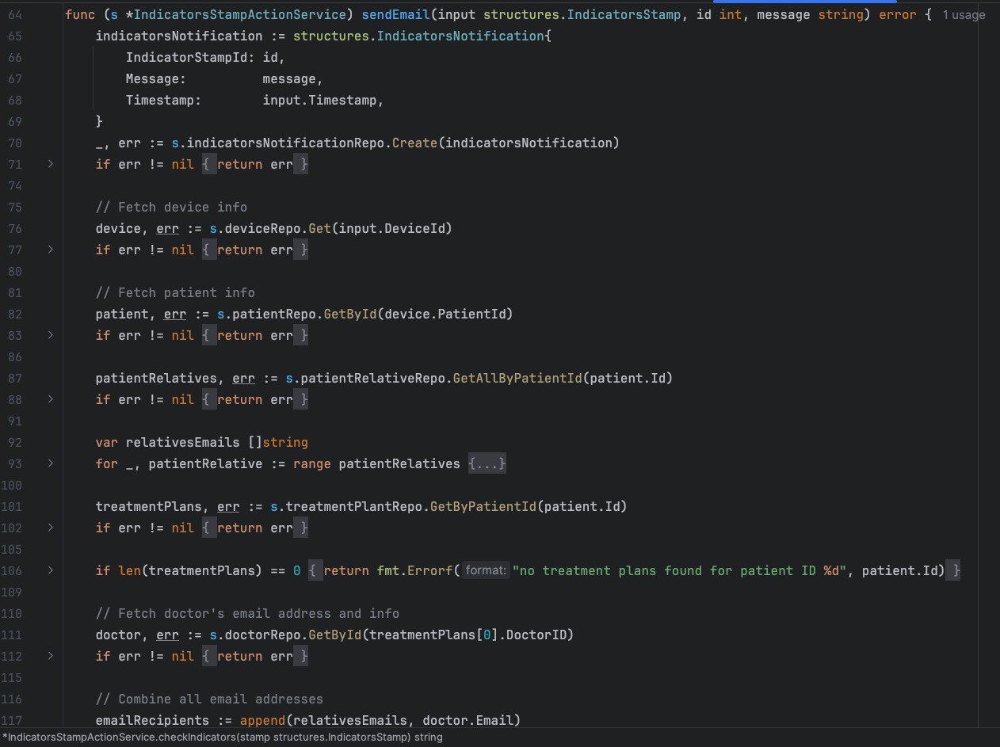 64 func (s *IndicatorsStampActionService) sendEmail(input structures.IndicatorsStamp, id int, message string) error { 1 usage
65 indicatorsNotification := structures.IndicatorsNotification{
66 IndicatorStampId: id,
67 Message: message,
68 Timestamp: input.Timestamp,
69 }
70 _, err := s.indicatorsNotificationRepo.Create(indicatorsNotification)
71 > if err != nil { return err }
74
75 // Fetch device info
76 device, err := s.deviceRepo.Get(input.DeviceId)
77 > if err != nil { return err }
80
81 // Fetch patient info
82 patient, err := s.patientRepo.GetById(device.PatientId)
83 > if err != nil { return err }
86
87 patientRelatives, err := s.patientRelativeRepo.GetAllByPatientId(patient.Id)
88 > if err != nil { return err }
91
92 var relativesEmails []string
93 > for _, patientRelative := range patientRelatives {...}
100
101 treatmentPlans, err := s.treatmentPlantRepo.GetByPatientId(patient.Id)
102 > if err != nil { return err }
105
106 > if len(treatmentPlans) == 0 { return fmt.Errorf( format: "no treatment plans found for patient ID %d", patient.Id) }
109
110 // Fetch doctor's email address and info
111 doctor, err := s.doctorRepo.GetById(treatmentPlans[0].DoctorID)
112 > if err != nil { return err }
115
116 // Combine all email addresses
117 emailRecipients := append(relativesEmails, doctor.Email)
*IndicatorsStampActionService.checkIndicators(stamp structures.IndicatorsStamp) string